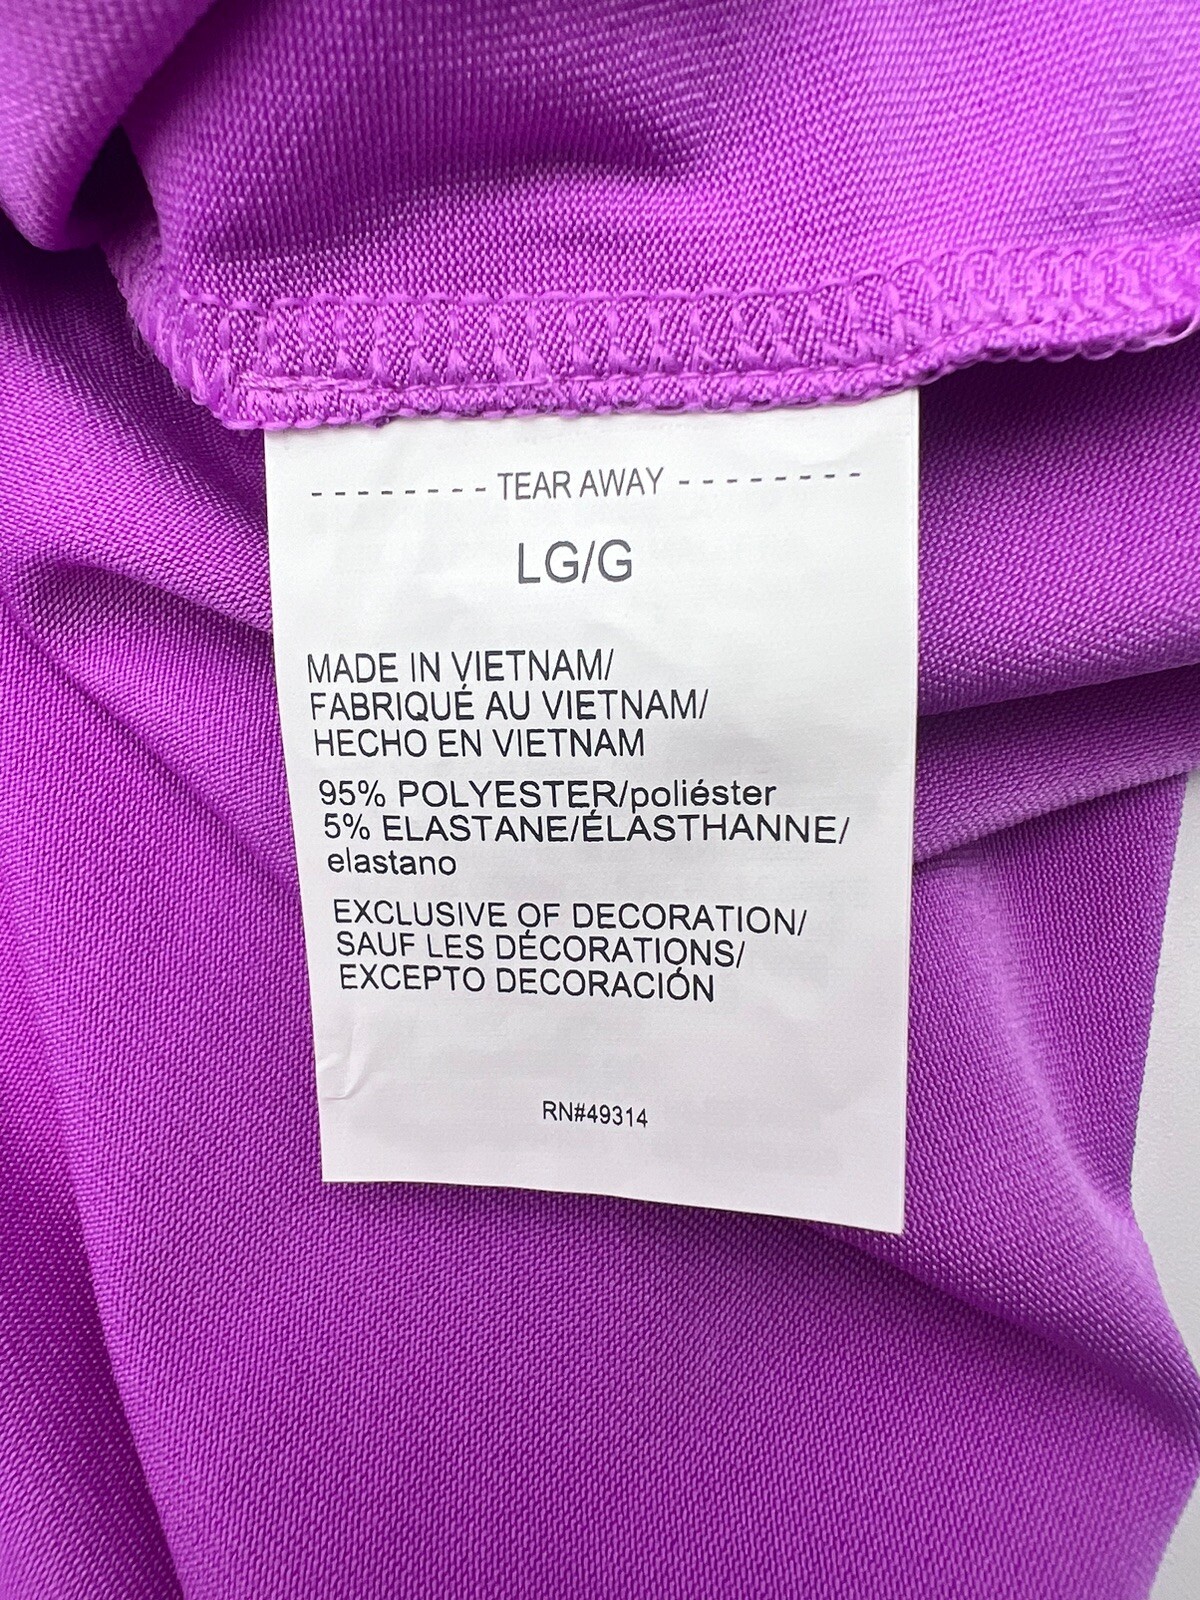 -------- TEAR AWAY --------
LG/G
MADE IN VIETNAM/
FABRIQUÉ AU VIETNAM/
HECHO EN VIETNAM
95% POLYESTER/poliéster
5% ELASTANE/ÉLASTHANNE/
elastano
EXCLUSIVE OF DECORATION/
SAUF LES DÉCORATIONS/
EXCEPTO DECORACIÓN
RN#49314